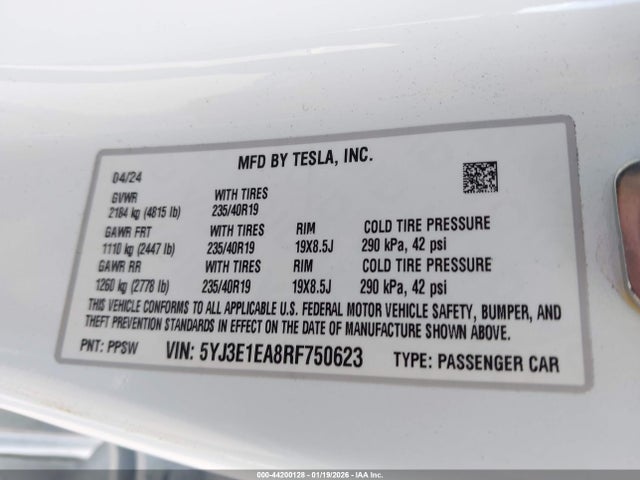 MFD BY TESLA, INC.
04/24
GVWR WITH TIRES
2184 kg (4815 lb) 235/40R19
GAWR FRT WITH TIRES RIM COLD TIRE PRESSURE
1110 kg (2447 lb) 235/40R19 19X8.5J 290 kPa, 42 psi
GAWR RR WITH TIRES RIM COLD TIRE PRESSURE
1260 kg (2778 lb) 235/40R19 19X8.5J 290 kPa, 42 psi
THIS VEHICLE CONFORMS TO ALL APPLICABLE U.S. FEDERAL MOTOR VEHICLE SAFETY, BUMPER, AND
THEFT PREVENTION STANDARDS IN EFFECT ON THE DATE OF MANUFACTURE SHOWN ABOVE.
PNT: PPSW VIN: 5YJ3E1EA8RF750623 TYPE: PASSENGER CAR
000-44200128 - 01/19/2026 - IAA Inc.